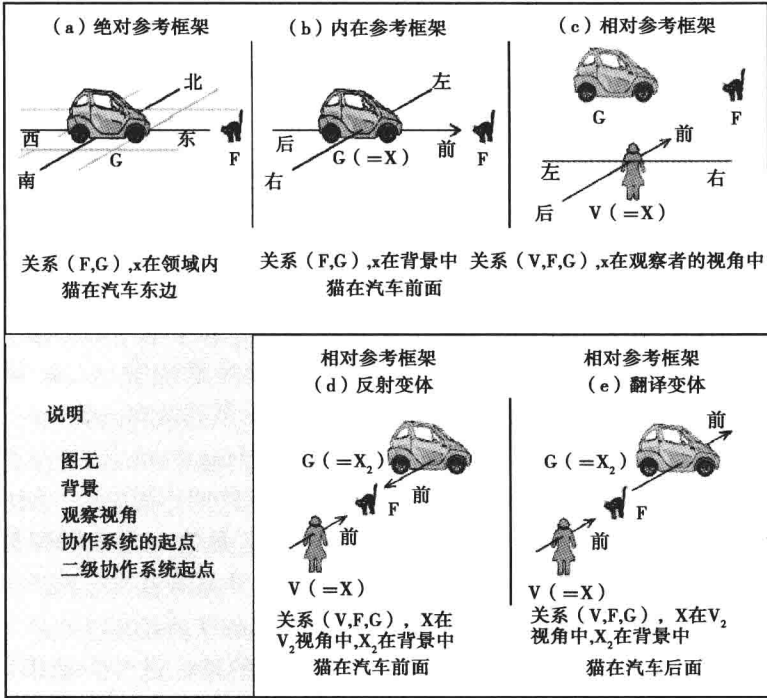 (a)绝对参考框架
北
西
东
南
G
F
关系(F,G),x在领域内
猫在汽车东边
(b)内在参考框架
左
后
前
右
G(=X)
F
关系(F,G),x在背景中
猫在汽车前面
(c)相对参考框架
G
F
前
左
右
后
V(=X)
关系(V,F,G),x在观察者的视角中
说明
图无
背景
观察视角
协作系统的起点
二级协作系统起点
相对参考框架
(d)反射变体
G(=X₂)
前
F
前
V(=X)
关系(V,F,G),X在
V₂视角中,X₂在背景中
猫在汽车前面
相对参考框架
(e)翻译变体
前
G(=X₂)
F
前
V(=X)
关系(V,F,G),X在V₂
视角中,X₂在背景中
猫在汽车后面